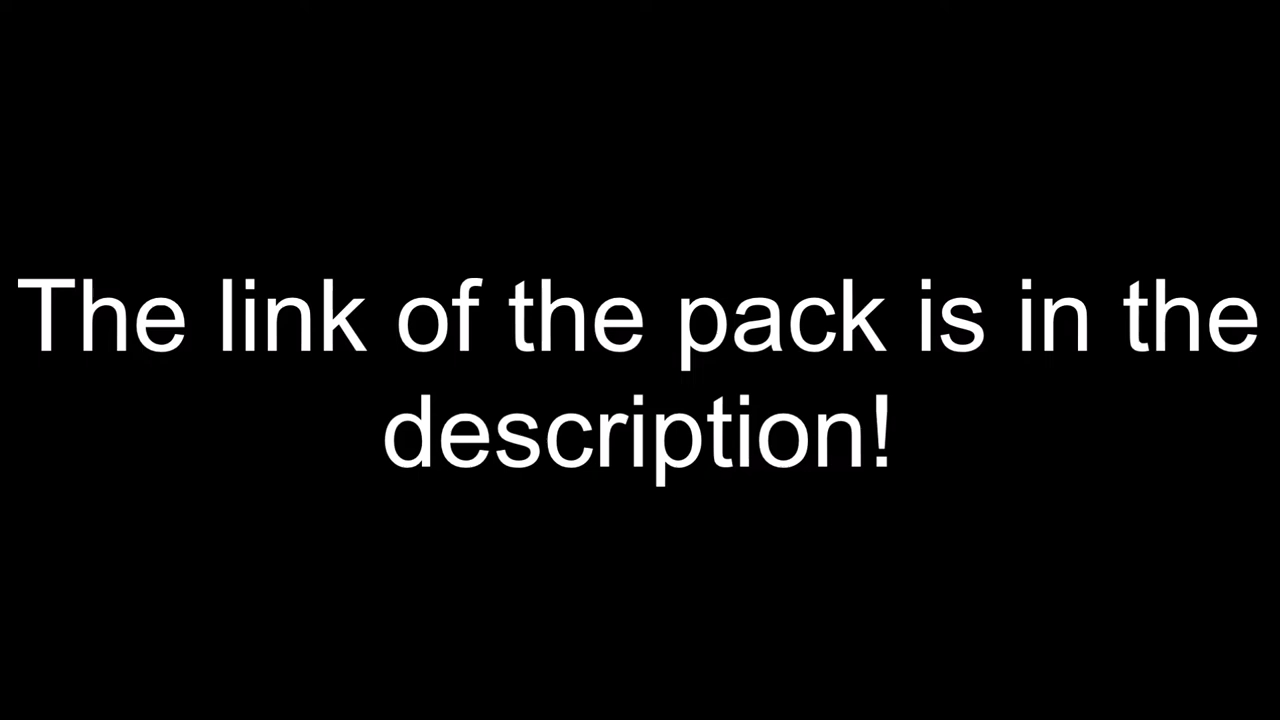 The link of the pack is in the
description!